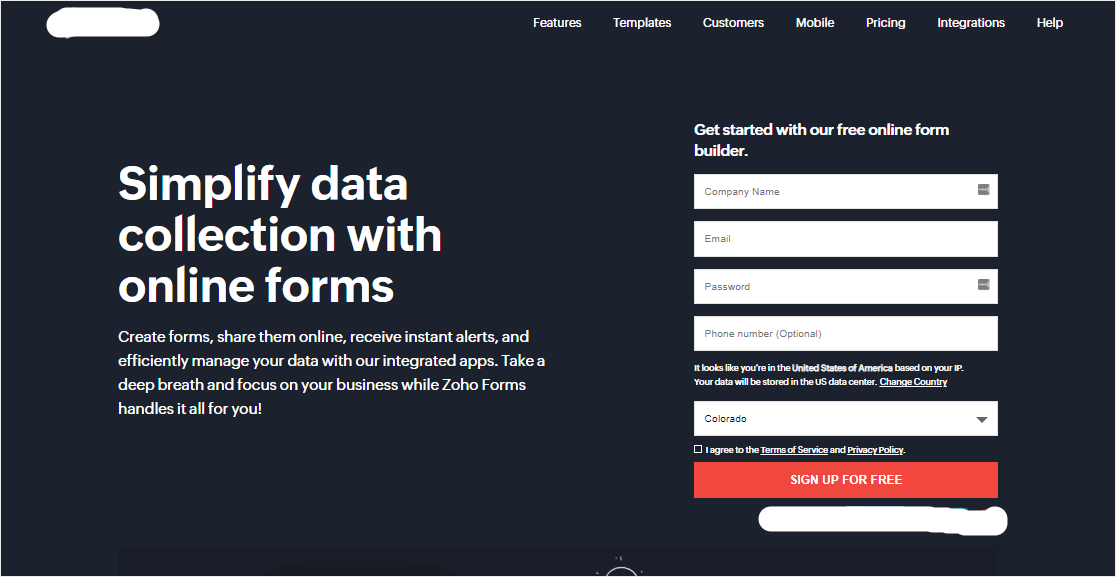 Features Templates Customers Mobile Pricing Integrations Help
Simplify data
collection with
online forms
Create forms, share them online, receive instant alerts, and
efficiently manage your data with our integrated apps. Take a
deep breath and focus on your business while Zoho Forms
handles it all for you!
Get started with our free online form
builder.
Company Name
Email
Password
Phone number (Optional)
It looks like you're in the United States of America based on your IP.
Your data will be stored in the US data center. Change Country
Colorado
I agree to the Terms of Service and Privacy Policy.
SIGN UP FOR FREE